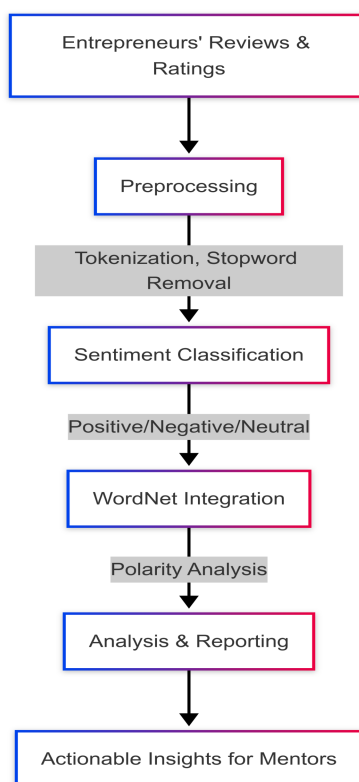 Entrepreneurs' Reviews &
Ratings
Preprocessing
Tokenization, Stopword
Removal
Sentiment Classification
Positive/Negative/Neutral
WordNet Integration
Polarity Analysis
Analysis & Reporting
Actionable Insights for Mentors